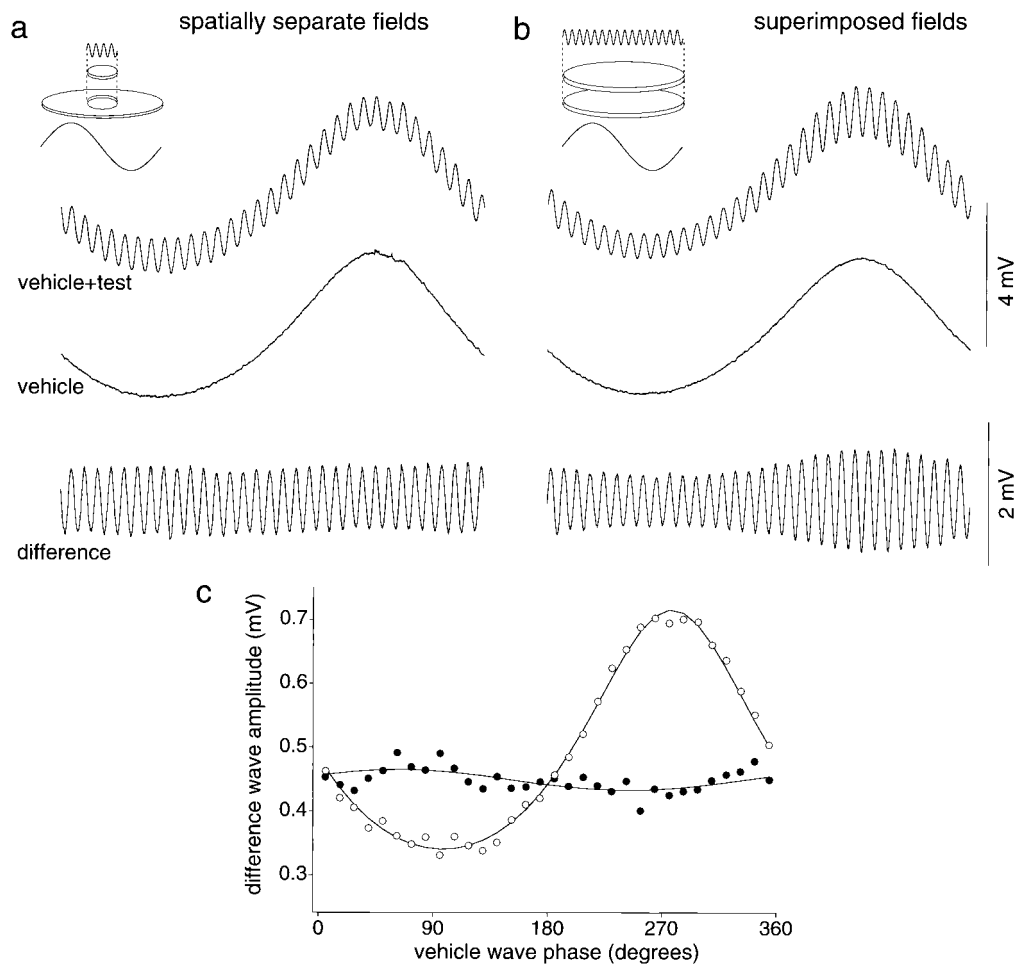 a
spatially separate fields
b
superimposed fields
vehicle+test
vehicle
difference
4 mV
2 mV
c
difference wave amplitude (mV)
0.7
0.6
0.5
0.4
0.3
0
90
180
270
360
vehicle wave phase (degrees)